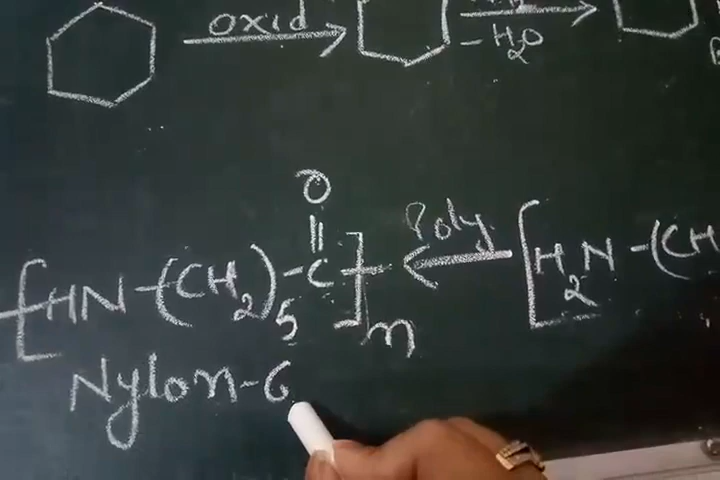 oxid
- H2O
O
[HN-(CH2)5-C]n Poly [H2N-(CH
Nylon-6